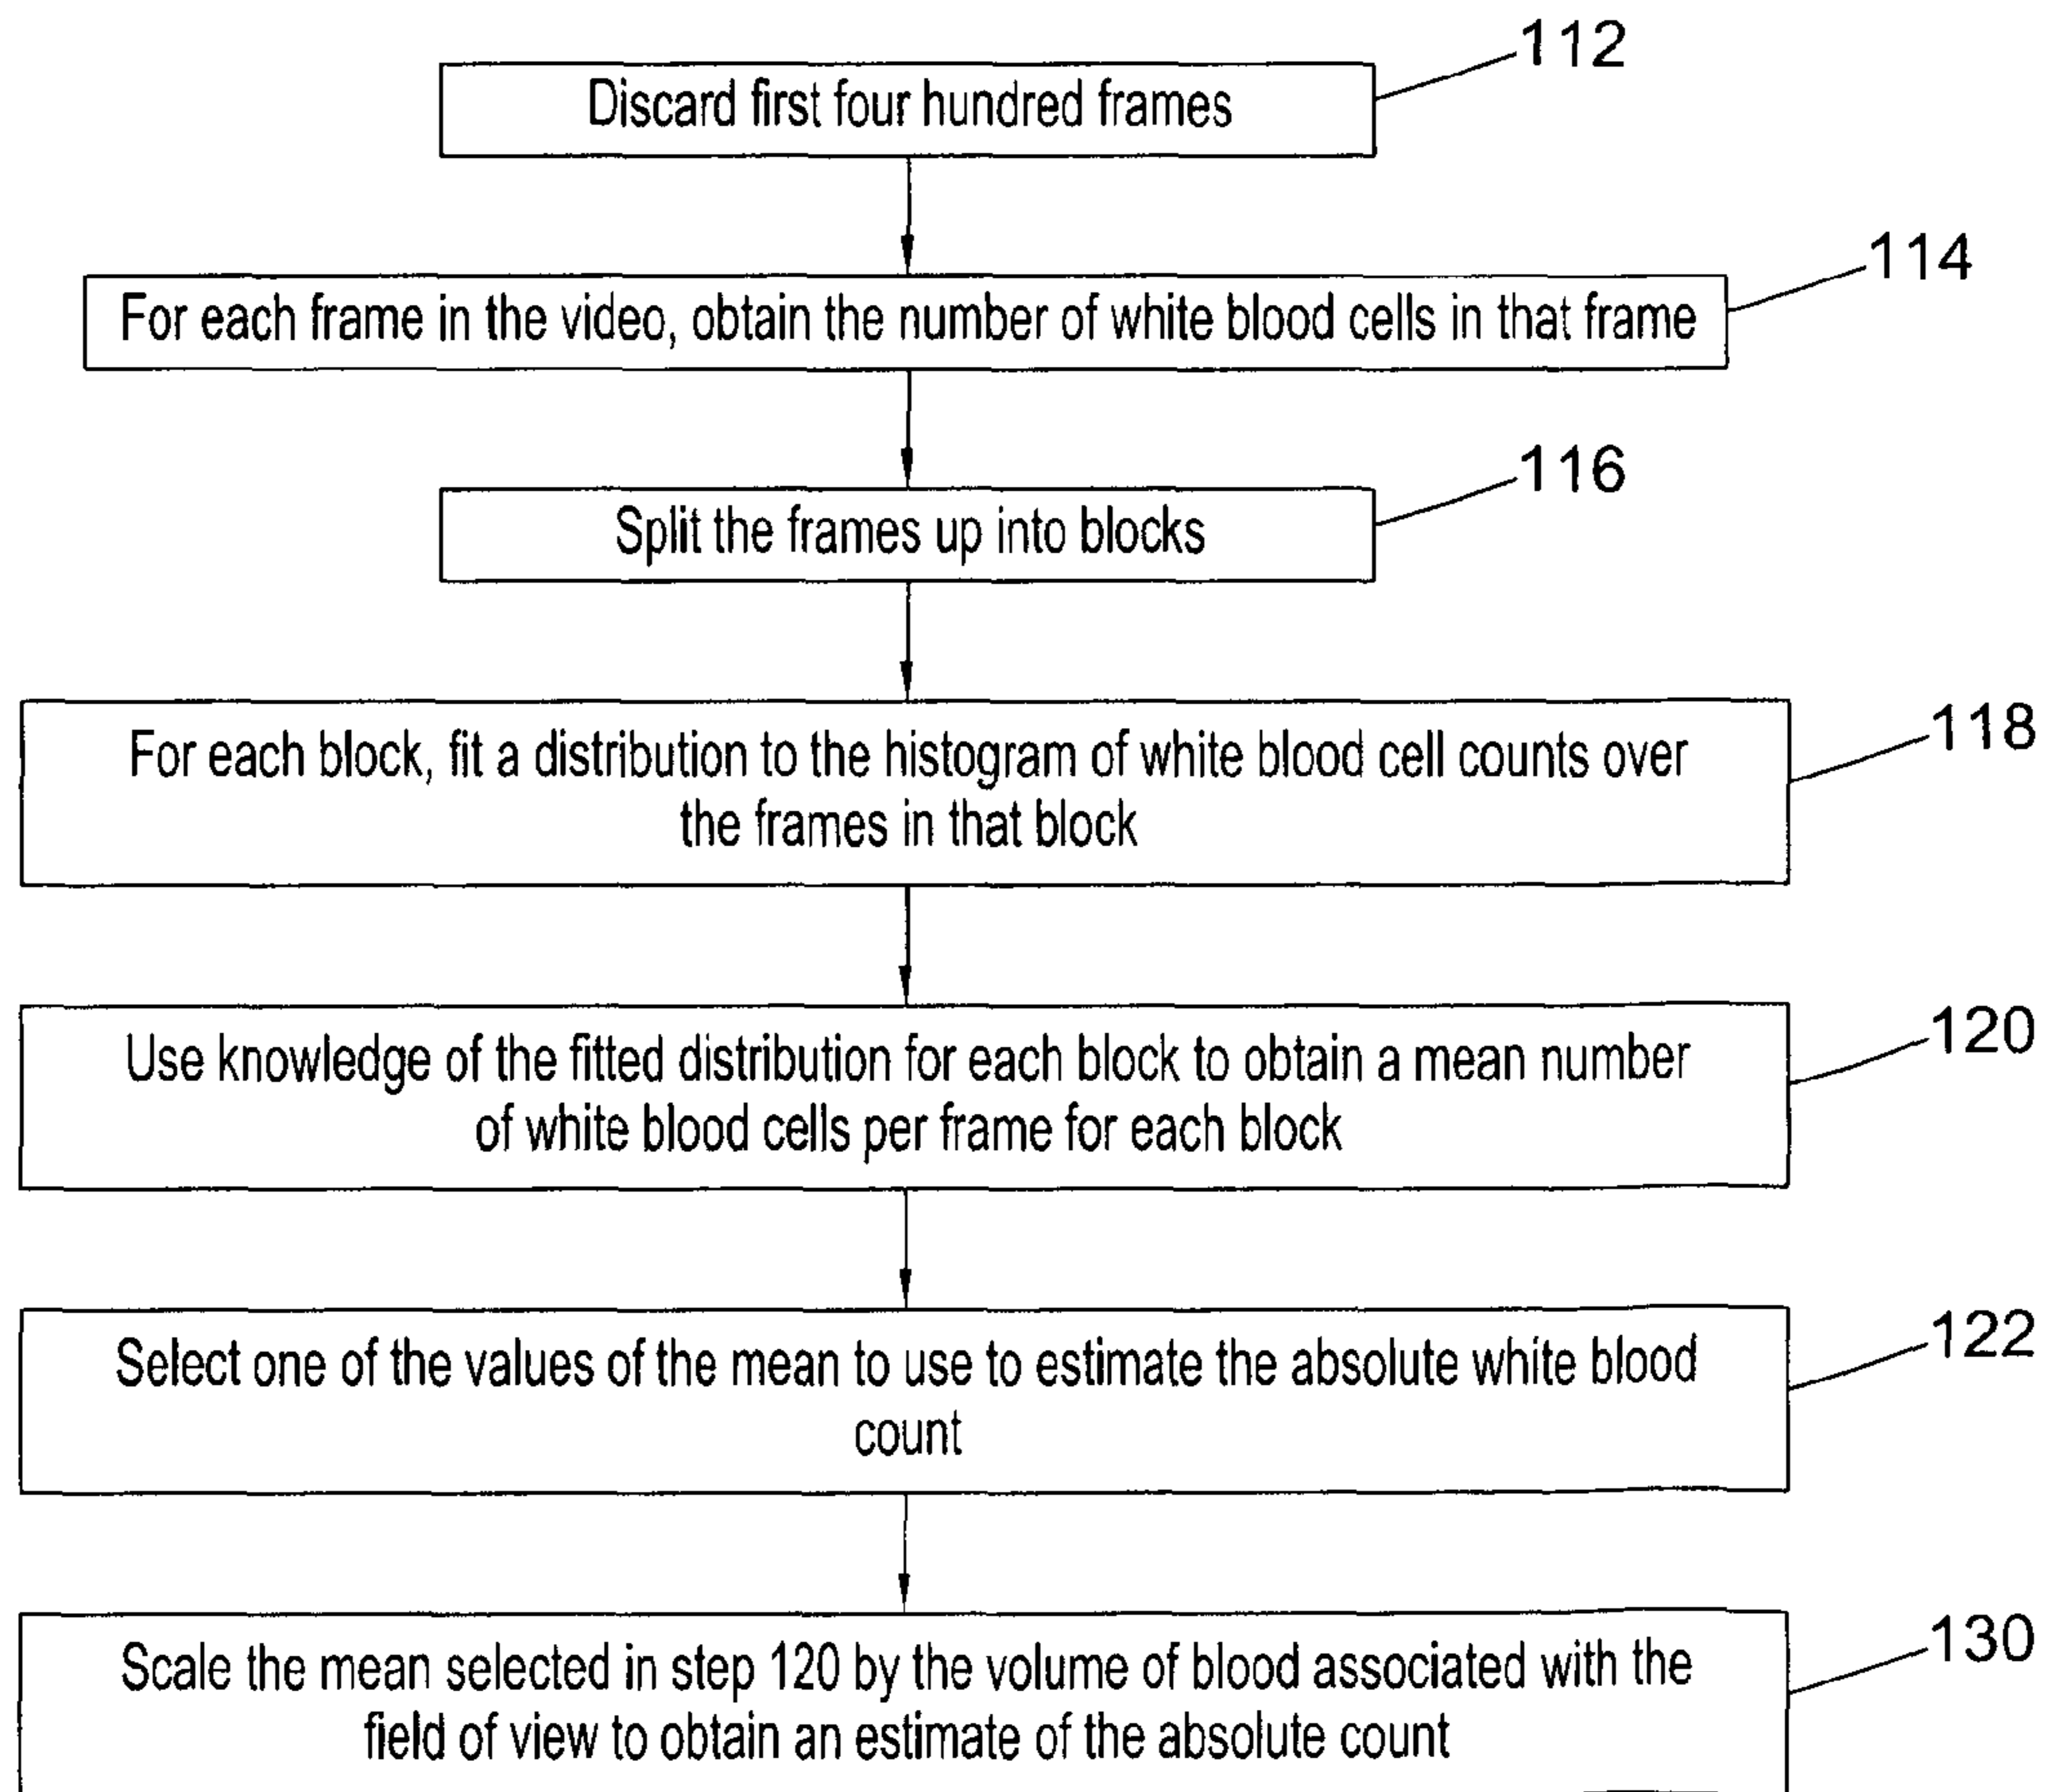 112
Discard first four hundred frames
114
For each frame in the video, obtain the number of white blood cells in that frame
116
Split the frames up into blocks
118
For each block, fit a distribution to the histogram of white blood cell counts over
the frames in that block
120
Use knowledge of the fitted distribution for each block to obtain a mean number
of white blood cells per frame for each block
122
Select one of the values of the mean to use to estimate the absolute white blood
count
130
Scale the mean selected in step 120 by the volume of blood associated with the
field of view to obtain an estimate of the absolute count